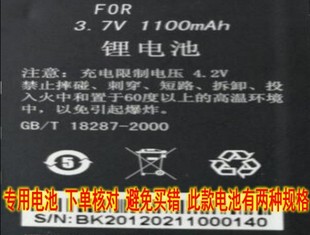 FOR
3.7V 1100mAh
锂电池
注意：充电限制电压 4.2V
禁止摔碰、刺穿、短路、拆卸、投
入火中和置于60度以上的高温环境
中，以免引起爆炸。
GB/T 18287-2000
5
专用电池 下单核对 避免买错 此款电池有两种规格
S/N: BK20120211000140